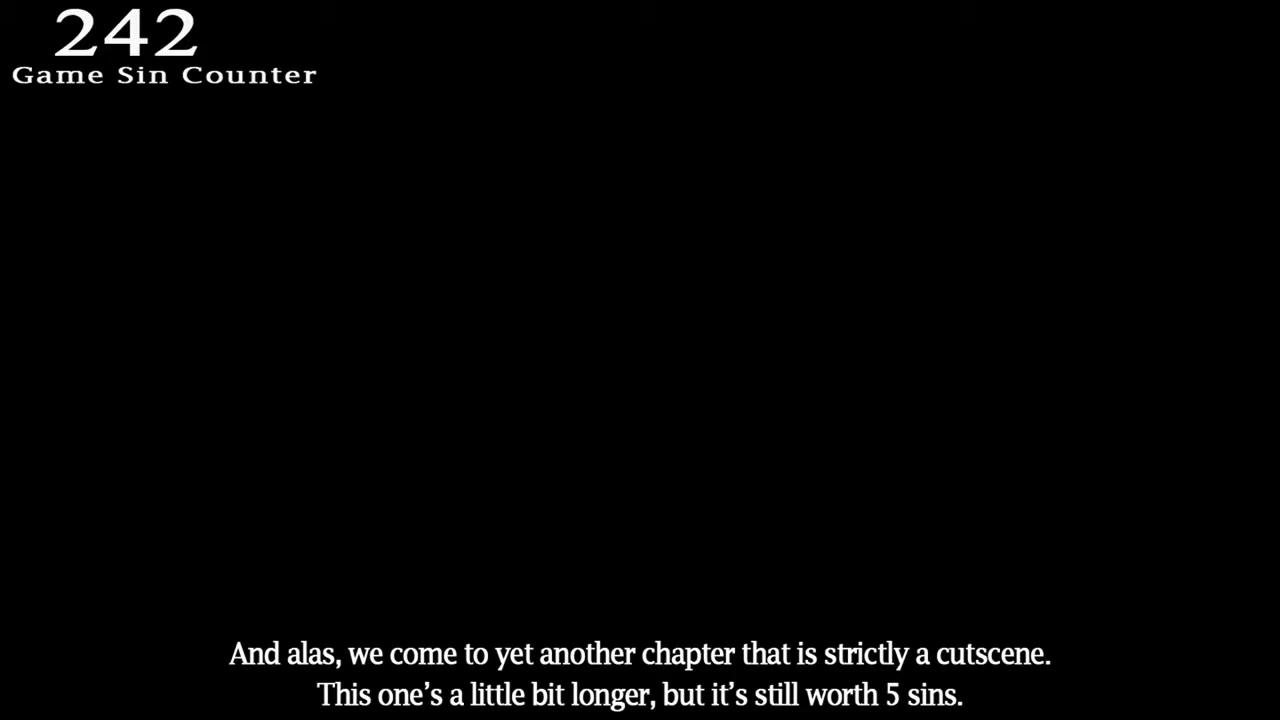 242
Game Sin Counter
And alas, we come to yet another chapter that is strictly a cutscene.
This one’s a little bit longer, but it’s still worth 5 sins.